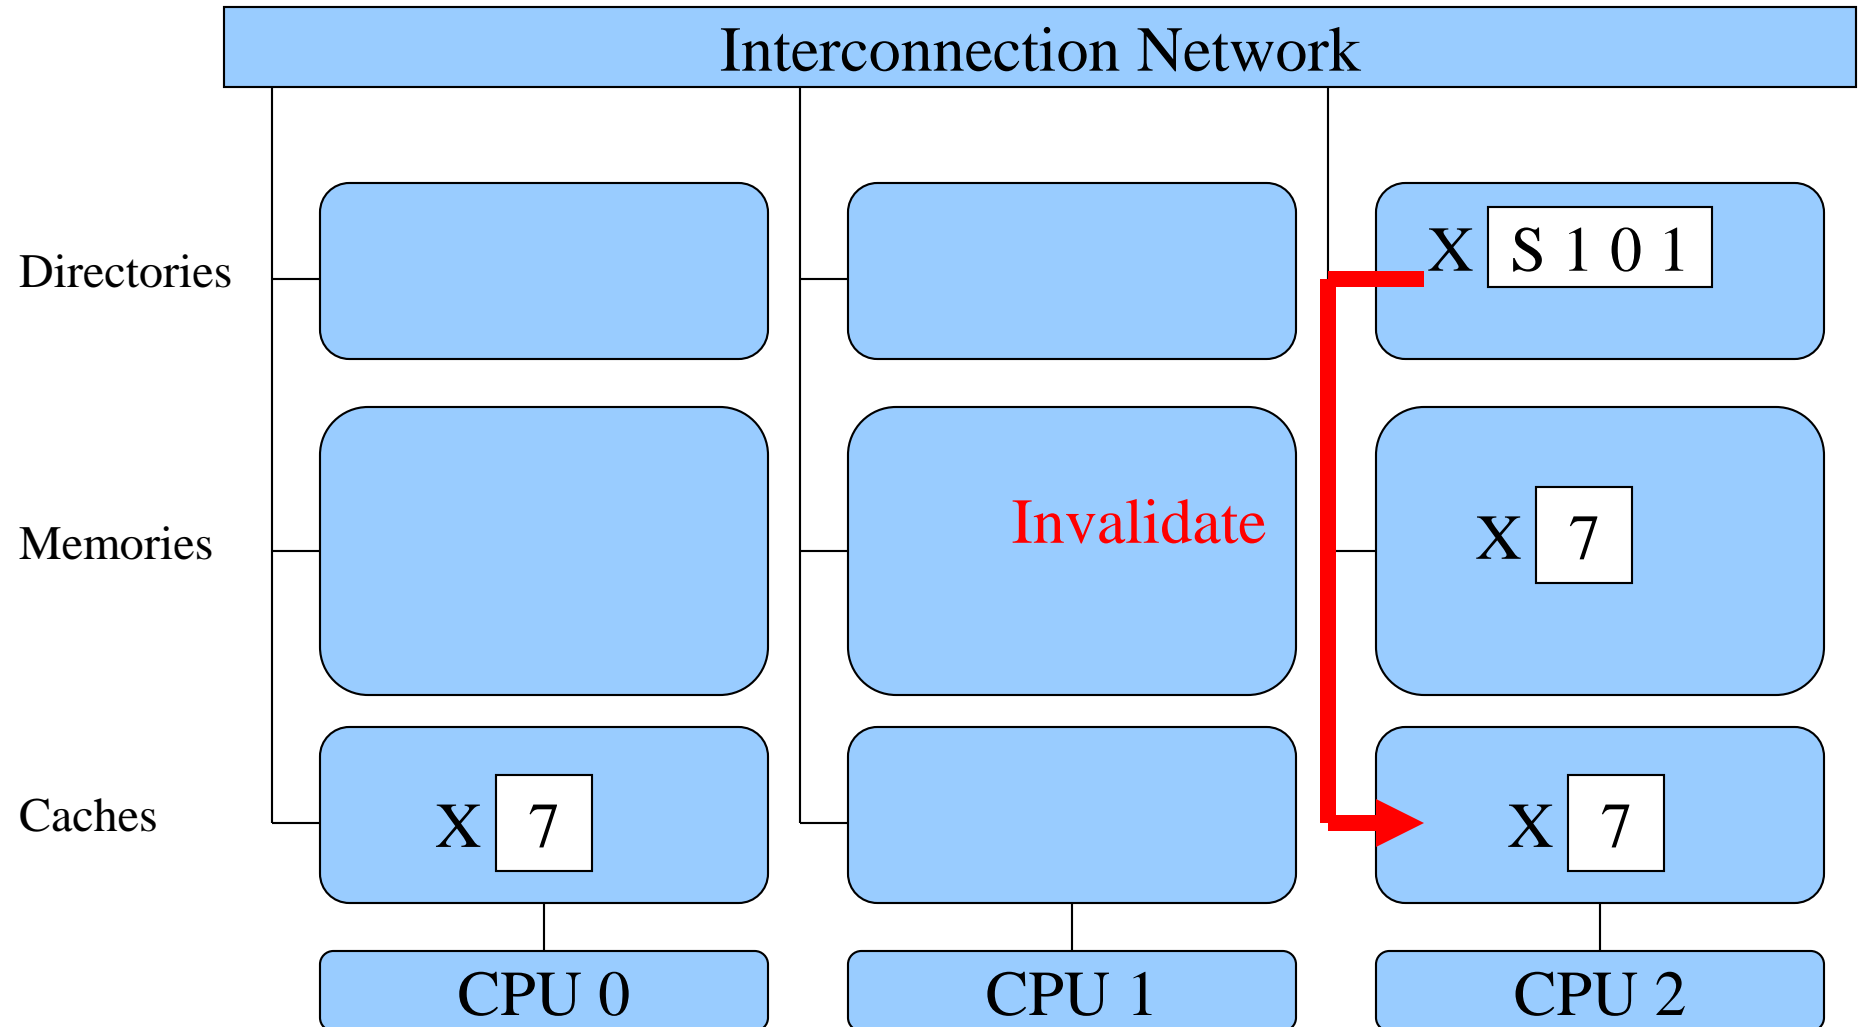 Interconnection Network
Directories
X S 1 0 1
Memories
Invalidate
X 7
Caches
X 7
X 7
CPU 0
CPU 1
CPU 2